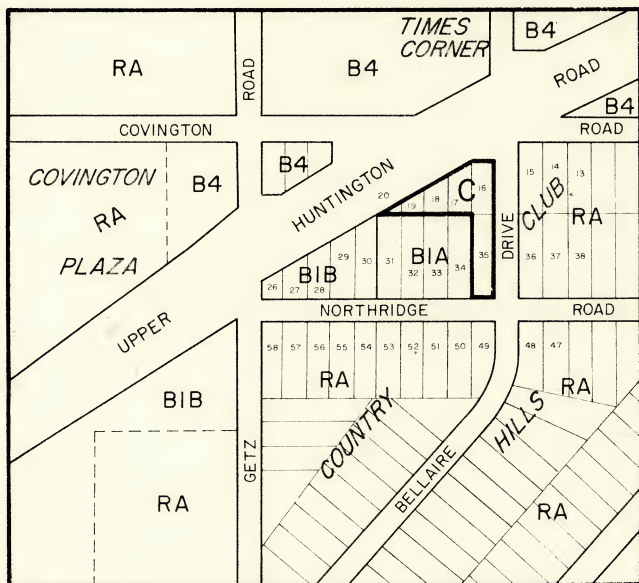 TIMES
CORNER
B4
RA
ROAD
B4
ROAD
B4
COVINGTON
ROAD
COVINGTON
B4
RA
PLAZA
B4
HUNTINGTON
20
19
18
17
16
C
15
14
13
CLUB
RA
DRIVE
29
30
31
B1A
35
36
37
38
B1B
26
27
28
32
33
34
UPPER
NORTHRIDGE
ROAD
58
57
56
55
54
53
52
51
50
49
48
47
RA
RA
B1B
COUNTRY
HILLS
GETZ
BELLAIRE
RA
RA